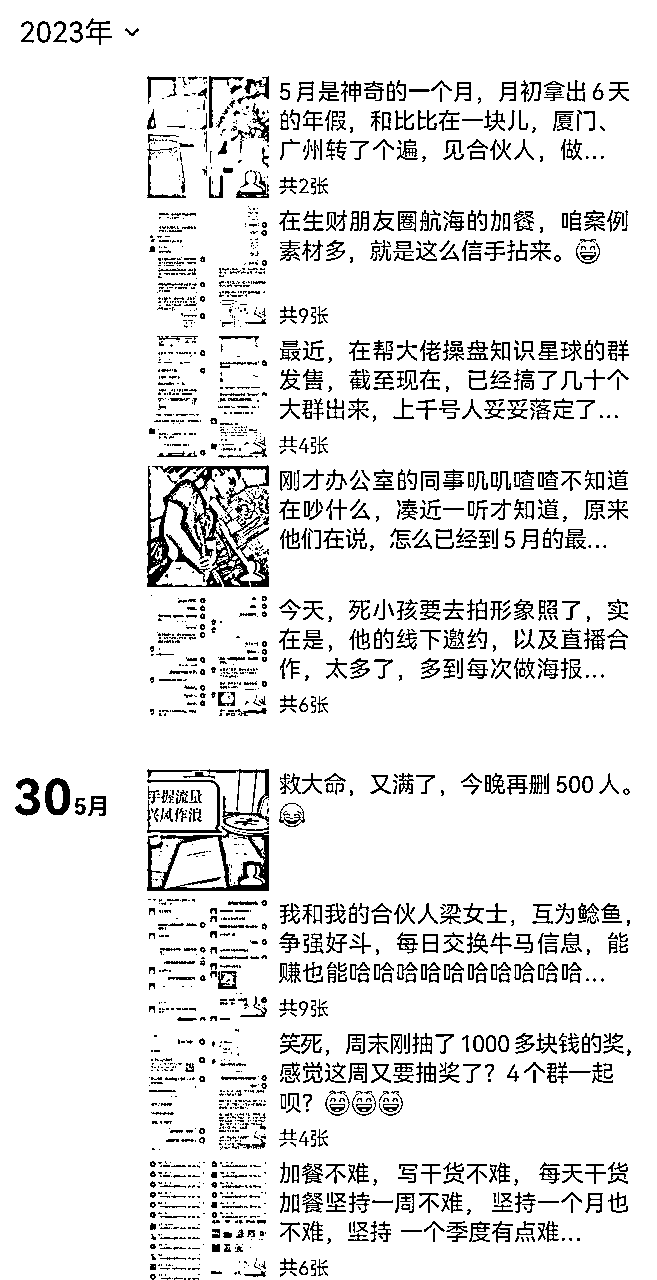 2023年
5月是神奇的一个月，月初拿出6天
的年假，和比比在一块儿，厦门、
广州转了个遍，见合伙人，做...
共2张
在生财朋友圈航海的加餐，咱案例
素材多，就是这么信手拈来。😁
共9张
最近，在帮大佬操盘知识星球的群
发售，截至现在，已经搞了几十个
大群出来，上千号人妥妥落定了...
共4张
刚才办公室的同事叽叽喳喳不知道
在吵什么，凑近一听才知道，原来
他们在说，怎么已经到5月的最...
今天，死小孩要去拍形象照了，实
在是，他的线下邀约，以及直播合
作，太多了，多到每次做海报...
共6张
30 5月
手握流量
兴风作浪
救大命，又满了，今晚再删500人。
😂
我和我的合伙人梁女士，互为鲶鱼，
争强好斗，每日交换牛马信息，能
赚也能哈哈哈哈哈哈哈哈哈哈...
共9张
笑死，周末刚抽了1000多块钱的奖，
感觉这周又要抽奖了？4个群一起
呗？😁😁😁
共4张
加餐不难，写干货不难，每天干货
加餐坚持一周不难，坚持一个月也
不难，坚持 一个季度有点难...
共6张